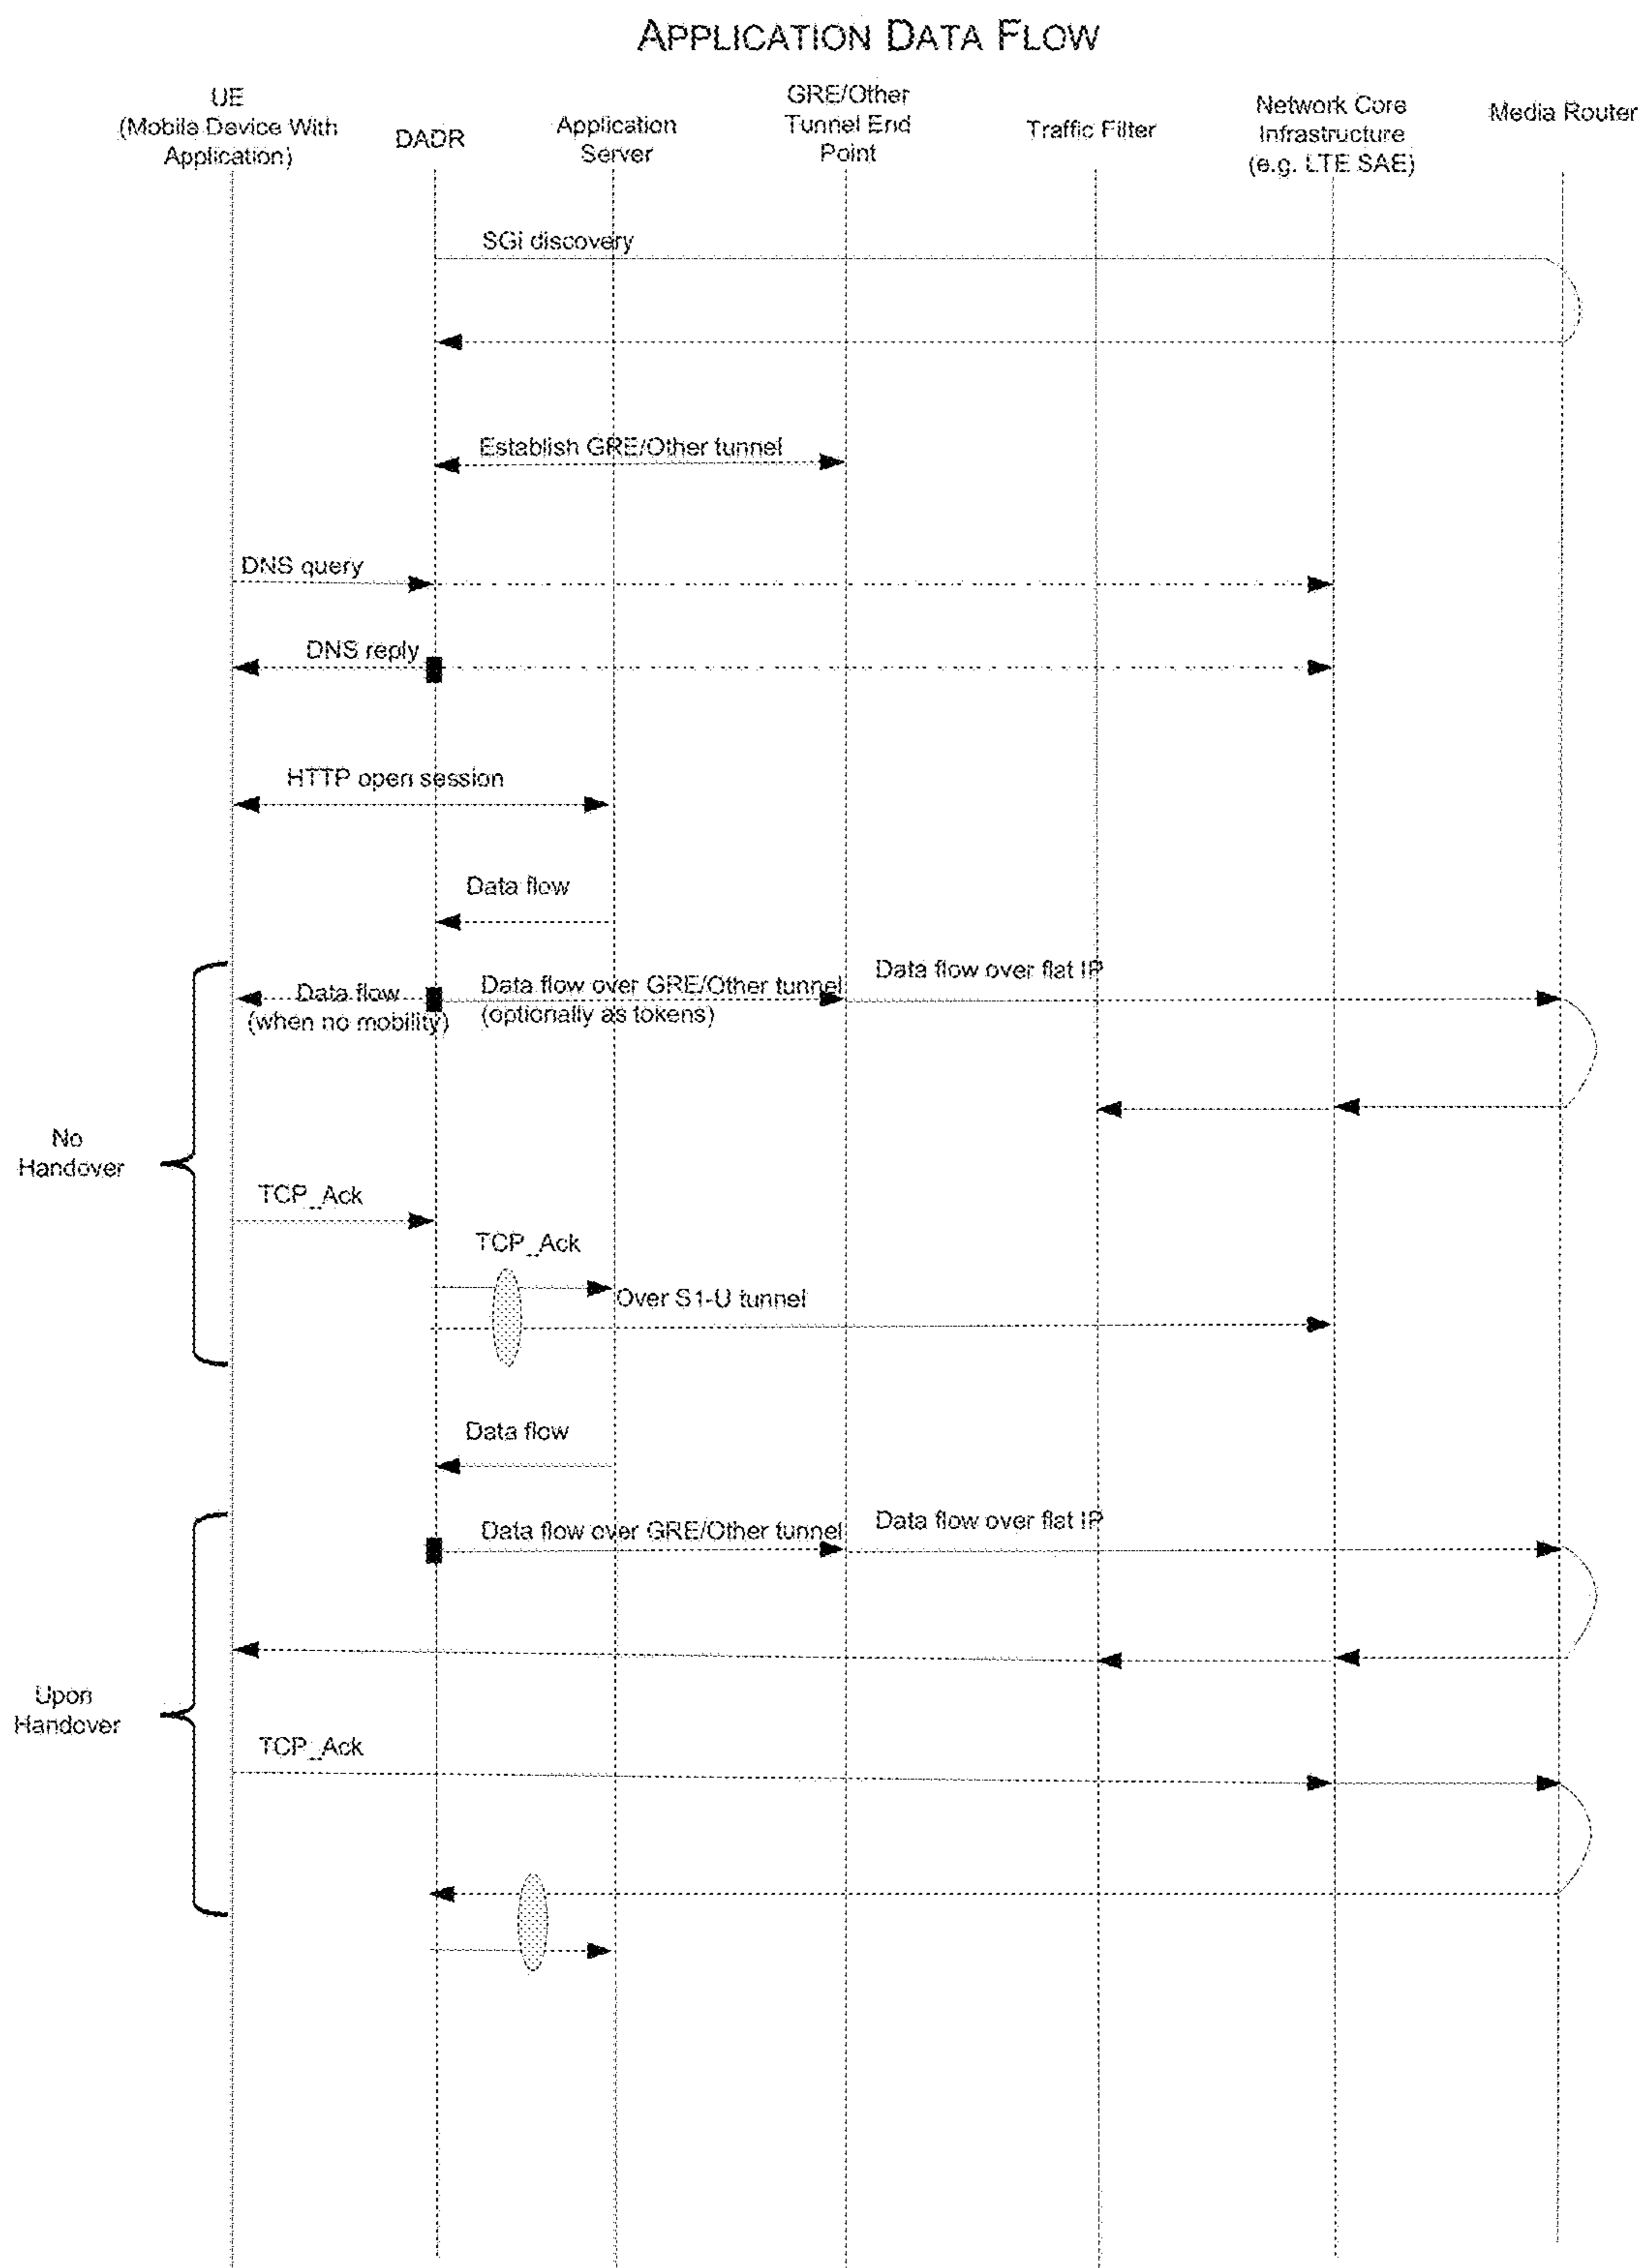 APPLICATION DATA FLOW
UE
(Mobile Device With
Application)
DADR
Application
Server
GRE/Other
Tunnel End
Point
Traffic Filter
Network Core
Infrastructure
(e.g. LTE SAE)
Media Router
SGi discovery
Establish GRE/Other tunnel
DNS query
DNS reply
HTTP open session
Data flow
Data flow
(when no mobility)
Data flow over GRE/Other tunnel
(optionally as tokens)
Data flow over flat IP
No
Handover
TCP_Ack
TCP_Ack
Over S1-U tunnel
Data flow
Data flow over GRE/Other tunnel
Data flow over flat IP
Upon
Handover
TCP_Ack